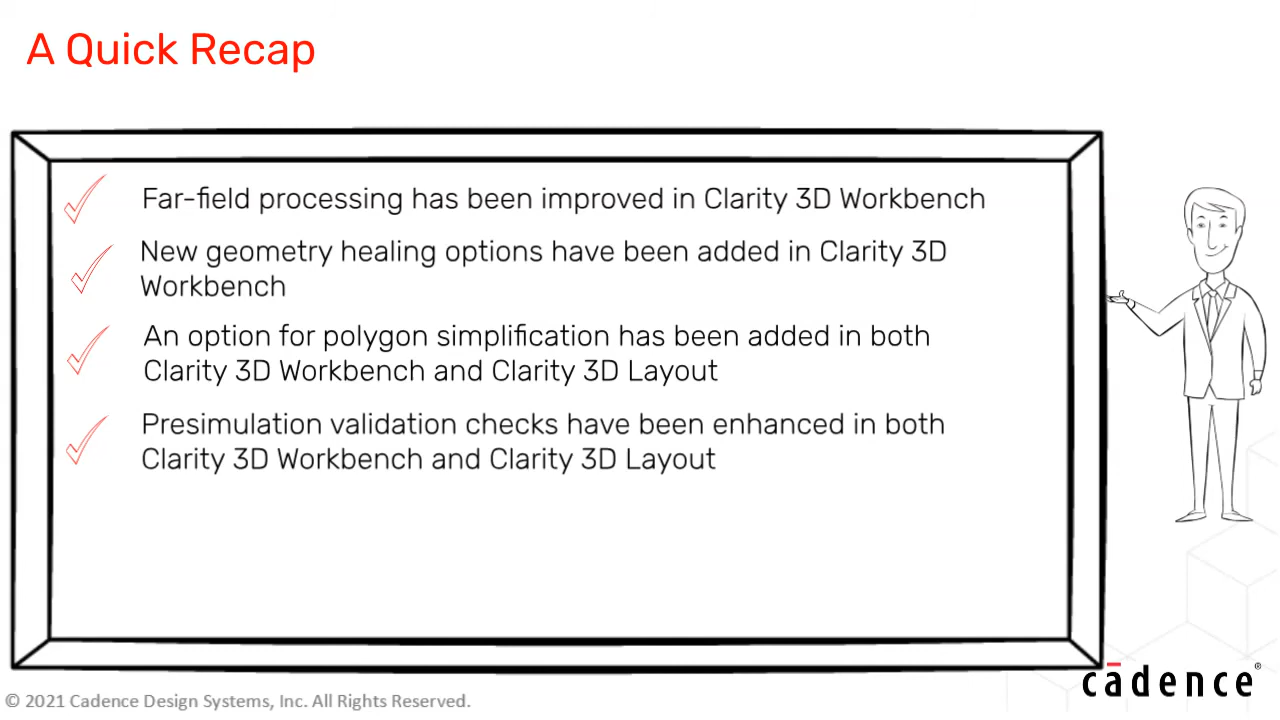 A Quick Recap
Far-field processing has been improved in Clarity 3D Workbench
New geometry healing options have been added in Clarity 3D
Workbench
An option for polygon simplification has been added in both
Clarity 3D Workbench and Clarity 3D Layout
Presimulation validation checks have been enhanced in both
Clarity 3D Workbench and Clarity 3D Layout
© 2021 Cadence Design Systems, Inc. All Rights Reserved.
cādence®